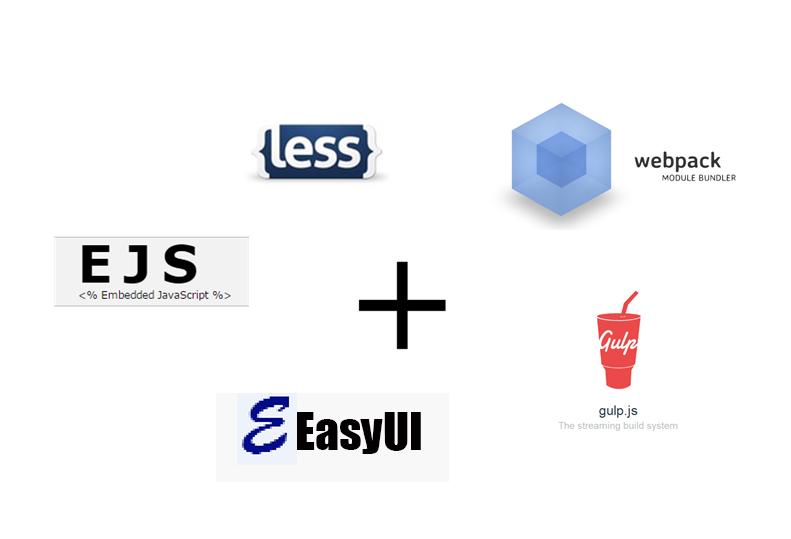 {less}
webpack
MODULE BUNDLER
EJS
<% Embedded JavaScript %>
+
Gulp
gulp.js
The streaming build system
E EasyUI